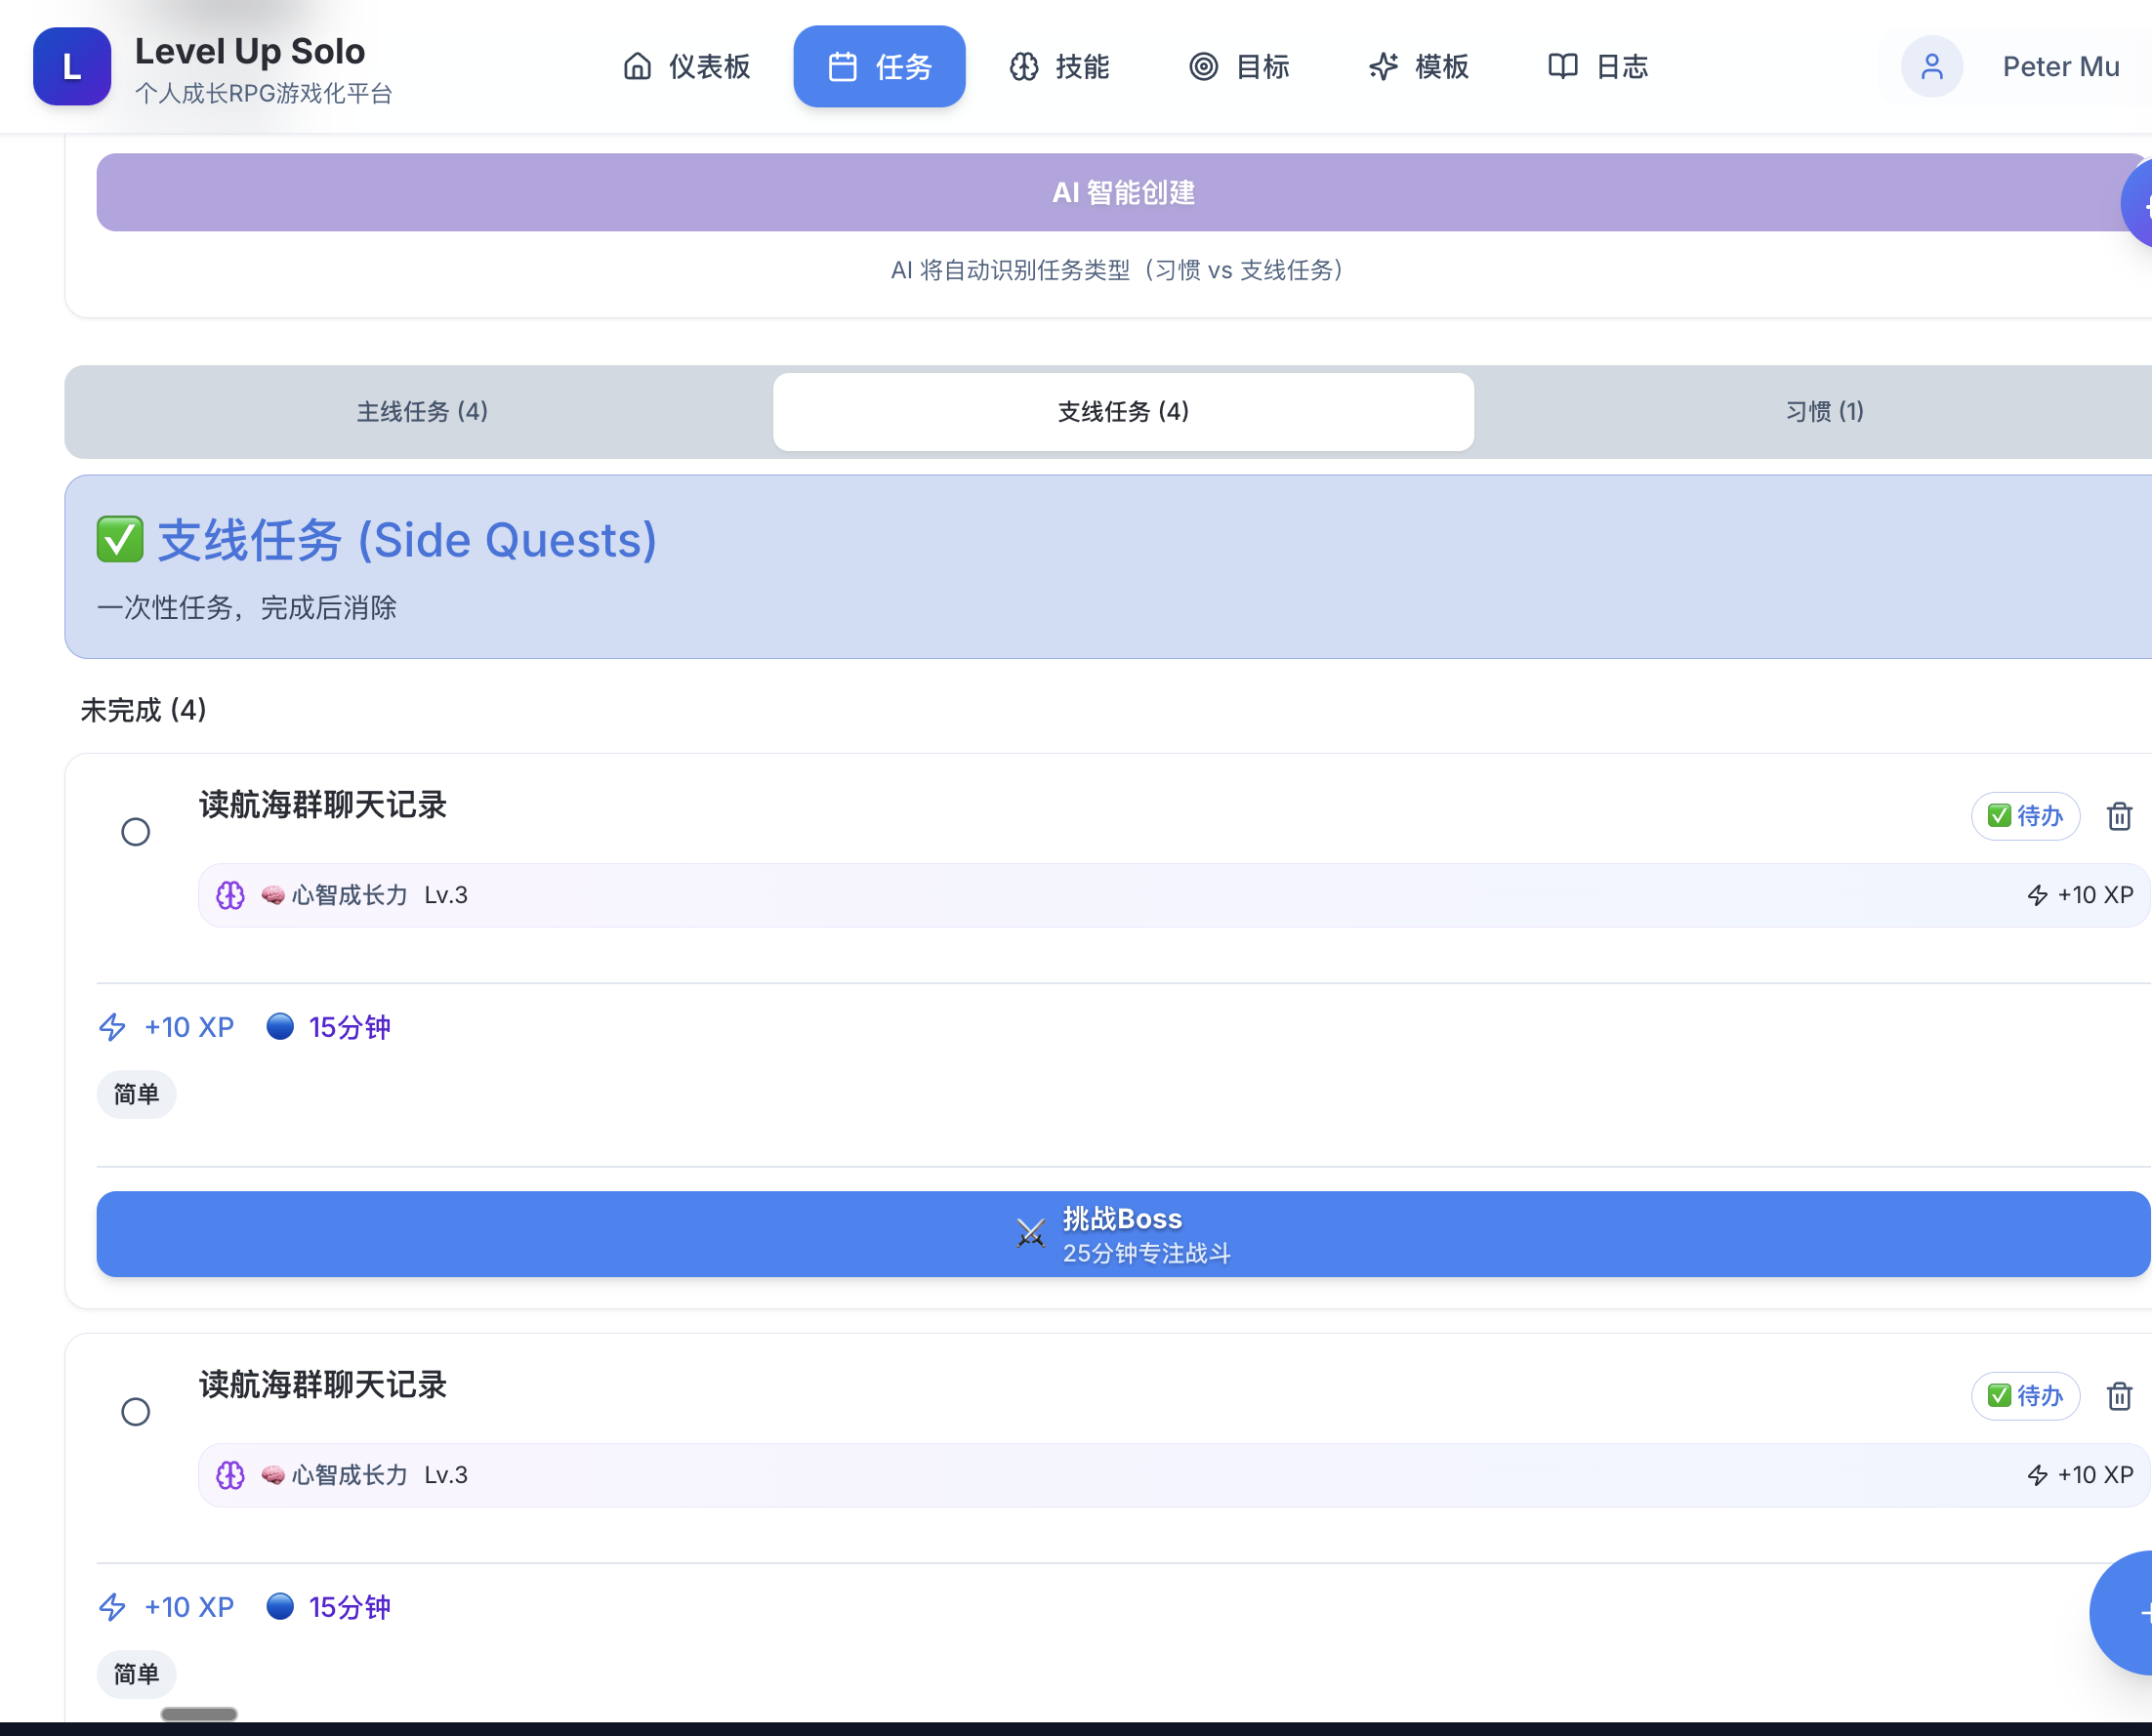 L
Level Up Solo
个人成长RPG游戏化平台
仪表板
任务
技能
目标
模板
日志
Peter Mu
AI 智能创建
AI 将自动识别任务类型（习惯 vs 支线任务）
主线任务 (4)
支线任务 (4)
习惯 (1)
✅ 支线任务 (Side Quests)
一次性任务，完成后消除
未完成 (4)
读航海群聊天记录
✅ 待办
🧠 心智成长力 Lv.3
+10 XP
+10 XP
🔵 15分钟
简单
⚔️ 挑战Boss
25分钟专注战斗
读航海群聊天记录
✅ 待办
🧠 心智成长力 Lv.3
+10 XP
+10 XP
🔵 15分钟
简单